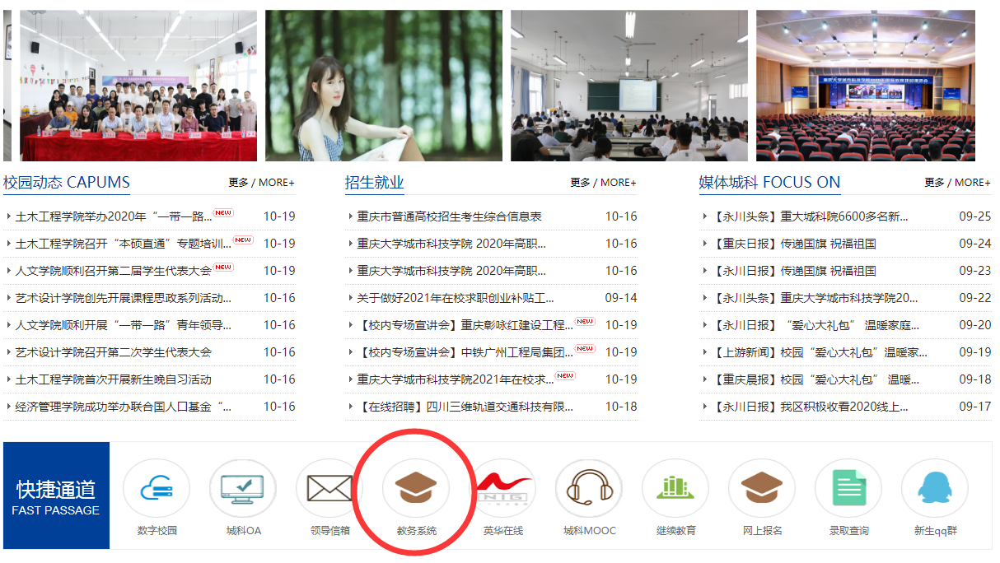 校园动态 CAPUMS 更多 / MORE+
土木工程学院举办2020年“一带一路... NEW 10-19
土木工程学院召开“本硕直通”专题培训... NEW 10-19
人文学院顺利召开第二届学生代表大会 NEW 10-19
艺术设计学院创先开展课程思政系列活动... 10-16
人文学院顺利开展“一带一路”青年领导... 10-16
艺术设计学院召开第二次学生代表大会 10-16
土木工程学院首次开展新生晚自习活动 10-16
经济管理学院成功举办联合国人口基金“... 10-16
招生就业 更多 / MORE+
重庆市普通高校招生考生综合信息表 10-16
重庆大学城市科技学院 2020年高职... 10-16
重庆大学城市科技学院 2020年高职... 10-16
关于做好2021年在校求职创业补贴工... 09-14
【校内专场宣讲会】重庆彰咏红建设工程... NEW 10-19
【校内专场宣讲会】中铁广州工程局集团... NEW 10-19
重庆大学城市科技学院2021年在校求... NEW 10-19
【在线招聘】四川三维轨道交通科技有限... 10-18
媒体城科 FOCUS ON 更多 / MORE+
【永川头条】重大城科院6600多名新... 09-25
【重庆日报】传递国旗 祝福祖国 09-24
【永川日报】传递国旗 祝福祖国 09-23
【永川头条】重庆大学城市科技学院20... 09-22
【永川日报】“爱心大礼包” 温暖家庭... 09-20
【上游新闻】校园“爱心大礼包”温暖家... 09-19
【重庆晨报】校园“爱心大礼包” 温暖... 09-18
【永川日报】我区积极收看2020线上... 09-17
快捷通道
FAST PASSAGE
数字校园
城科OA
领导信箱
教务系统
英华在线
城科MOOC
继续教育
网上报名
录取查询
新生qq群